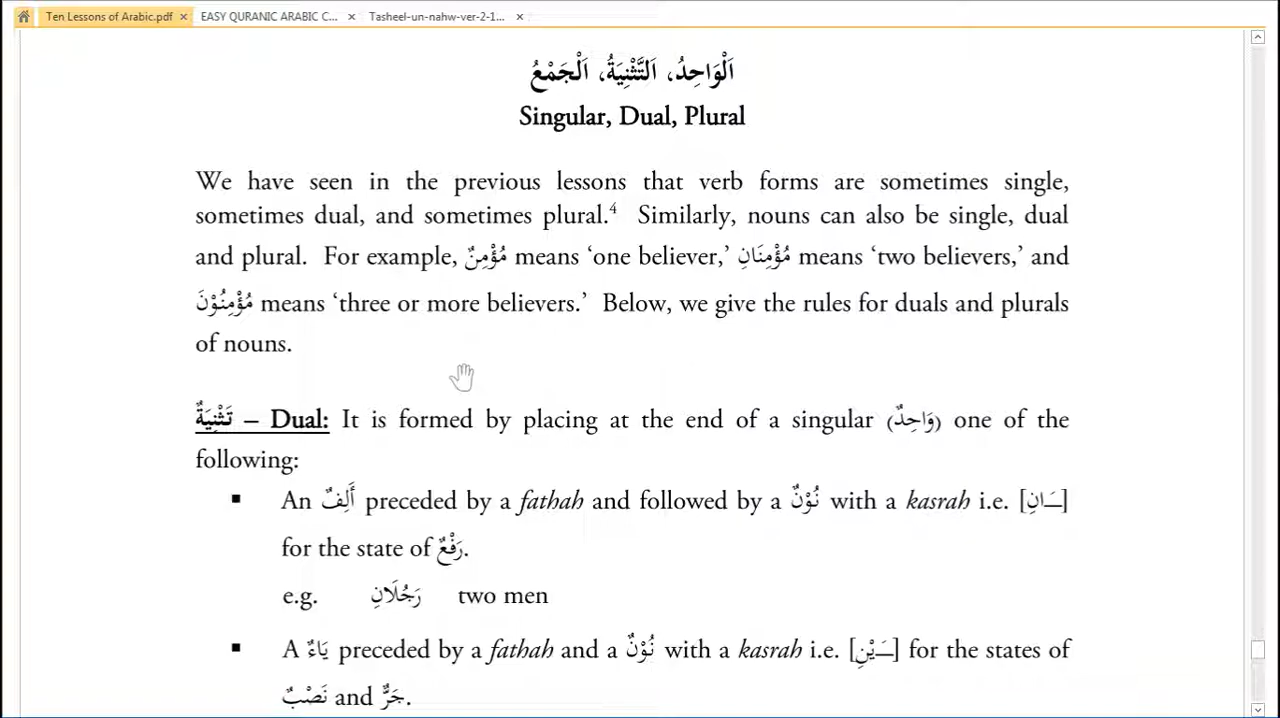 Ten Lessons of Arabic.pdf × EASY QURANIC ARABIC C... × Tasheel-un-nahw-ver-2-1... ×
اَلْوَاحِدُ، اَلتَّثْنِيَةُ، اَلْجَمْعُ
Singular, Dual, Plural
We have seen in the previous lessons that verb forms are sometimes single,
sometimes dual, and sometimes plural.⁴ Similarly, nouns can also be single, dual
and plural. For example, مُؤْمِنٌ means ‘one believer,’ مُؤْمِنَانِ means ‘two believers,’ and
مُؤْمِنُوْنَ means ‘three or more believers.’ Below, we give the rules for duals and plurals
of nouns.
تَثْنِيَةٌ – Dual: It is formed by placing at the end of a singular (وَاحِدٌ) one of the
following:
▪ An أَلِفٌ preceded by a fathah and followed by a نُوْنٌ with a kasrah i.e. [ـَـانِ]
for the state of رَفْعٌ.
e.g. رَجُلَانِ two men
▪ A يَاءٌ preceded by a fathah and a نُوْنٌ with a kasrah i.e. [ـَـيْنِ] for the states of
نَصْبٌ and جَرٌّ.